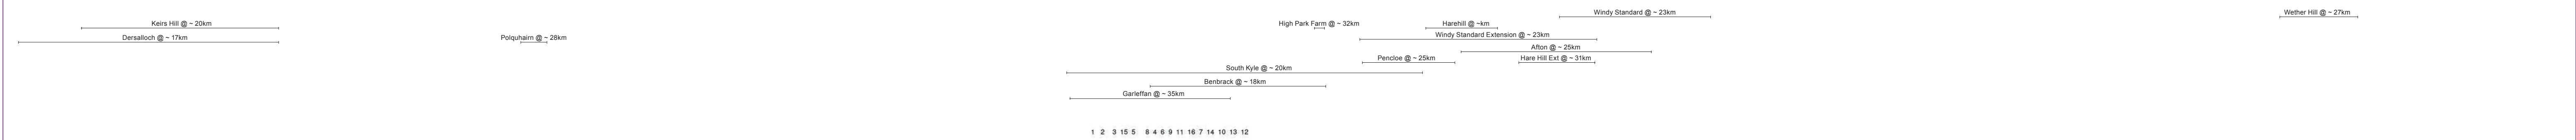 Windy Standard @ ~ 23km
Wether Hill @ ~ 27km
Keirs Hill @ ~ 20km
High Park Farm @ ~ 32km
Harehill @ ~km
Windy Standard Extension @ ~ 23km
Dersalloch @ ~ 17km
Polquhairn @ ~ 28km
Afton @ ~ 25km
Pencloe @ ~ 25km
Hare Hill Ext @ ~ 31km
South Kyle @ ~ 20km
Benbrack @ ~ 18km
Garleffan @ ~ 35km
1 2 3 15 5 8 4 6 9 11 16 7 14 10 13 12